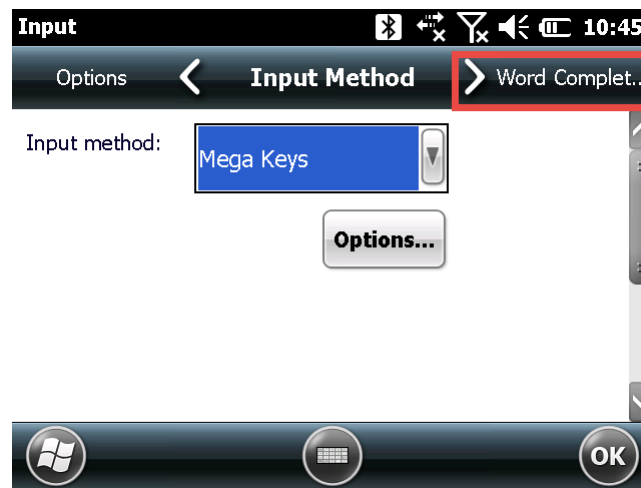 Input 10:45
Options Input Method Word Complet..
Input method: Mega Keys
Options...
OK